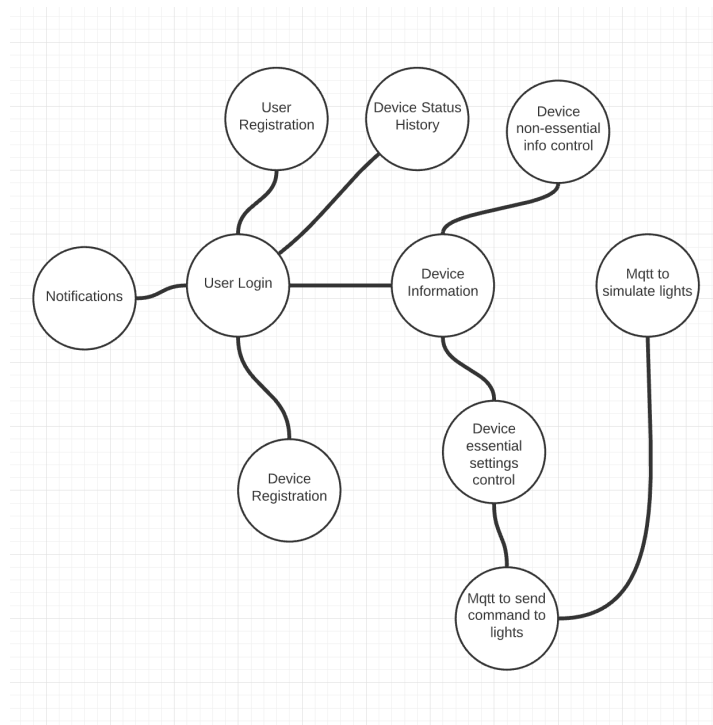 User
Registration
Device Status
History
Device
non-essential
info control
Notifications
User Login
Device
Information
Mqtt to
simulate lights
Device
essential
settings
control
Device
Registration
Mqtt to send
command to
lights